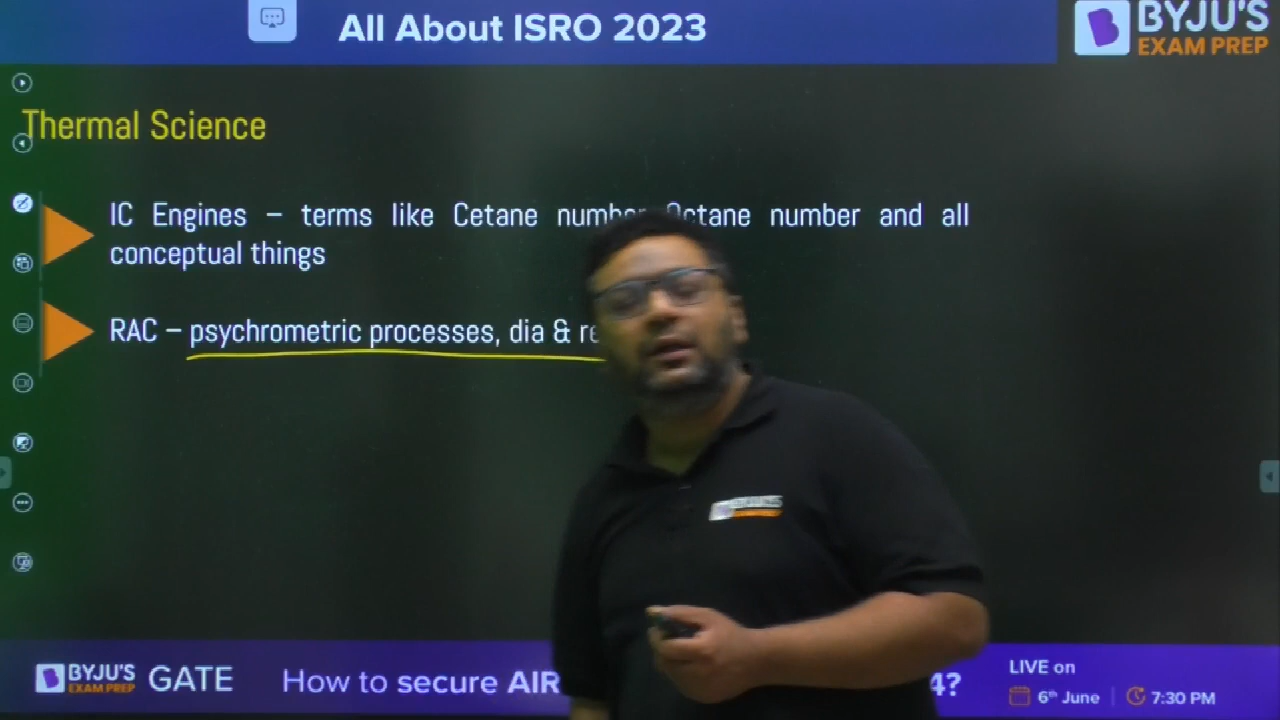 All About ISRO 2023
BYJU'S
EXAM PREP
Thermal Science
IC Engines – terms like Cetane number Octane number and all
conceptual things
RAC – psychrometric processes, dia & re
BYJU'S
EXAM PREP
GATE
How to secure AIR
4?
LIVE on
6th June
7:30 PM